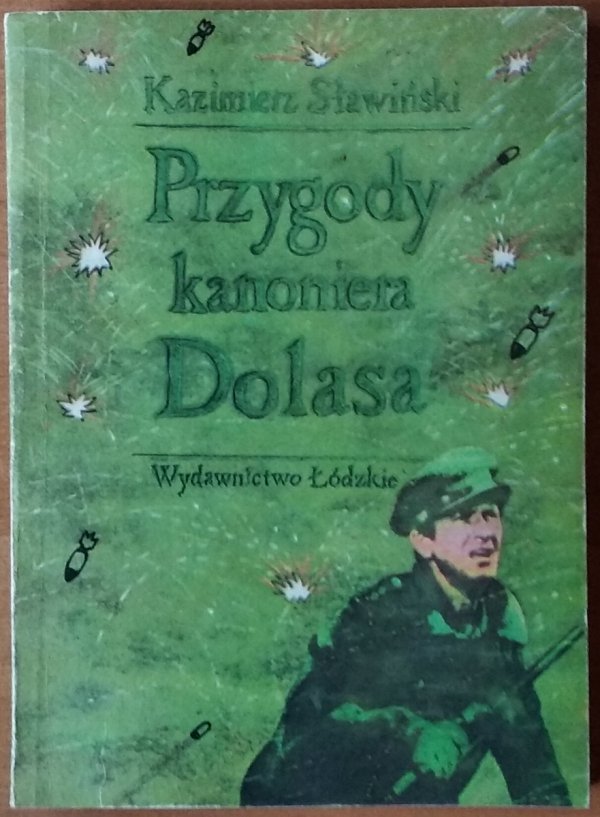 Kazimierz Sławiński
Przygody
kanoniera
Dolasa
Wydawnictwo Łódzkie